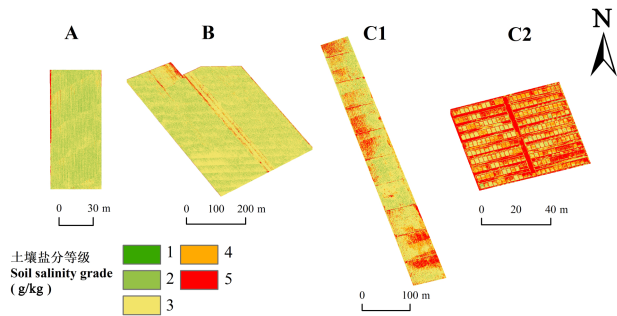 A
B
C1
C2
N
0 30 m
0 100 200 m
0 100 m
0 20 40 m
土壤盐分等级
Soil salinity grade
( g/kg )
1
2
3
4
5